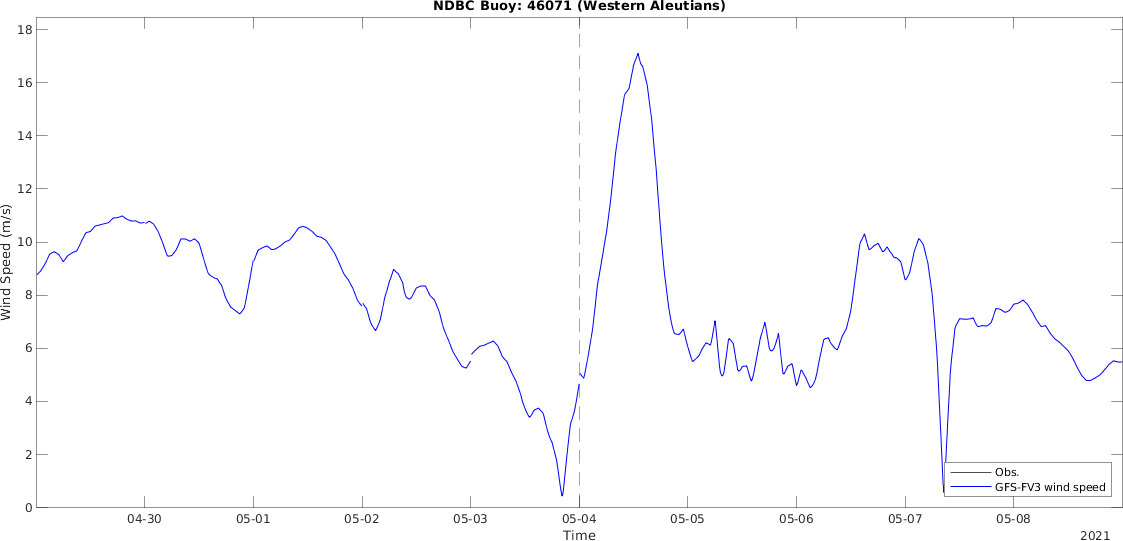 NDBC Buoy: 46071 (Western Aleutians)
18
16
14
12
10
8
6
4
2
0
Wind Speed (m/s)
Obs.
GFS-FV3 wind speed
04-30 05-01 05-02 05-03 05-04 05-05 05-06 05-07 05-08
Time
2021